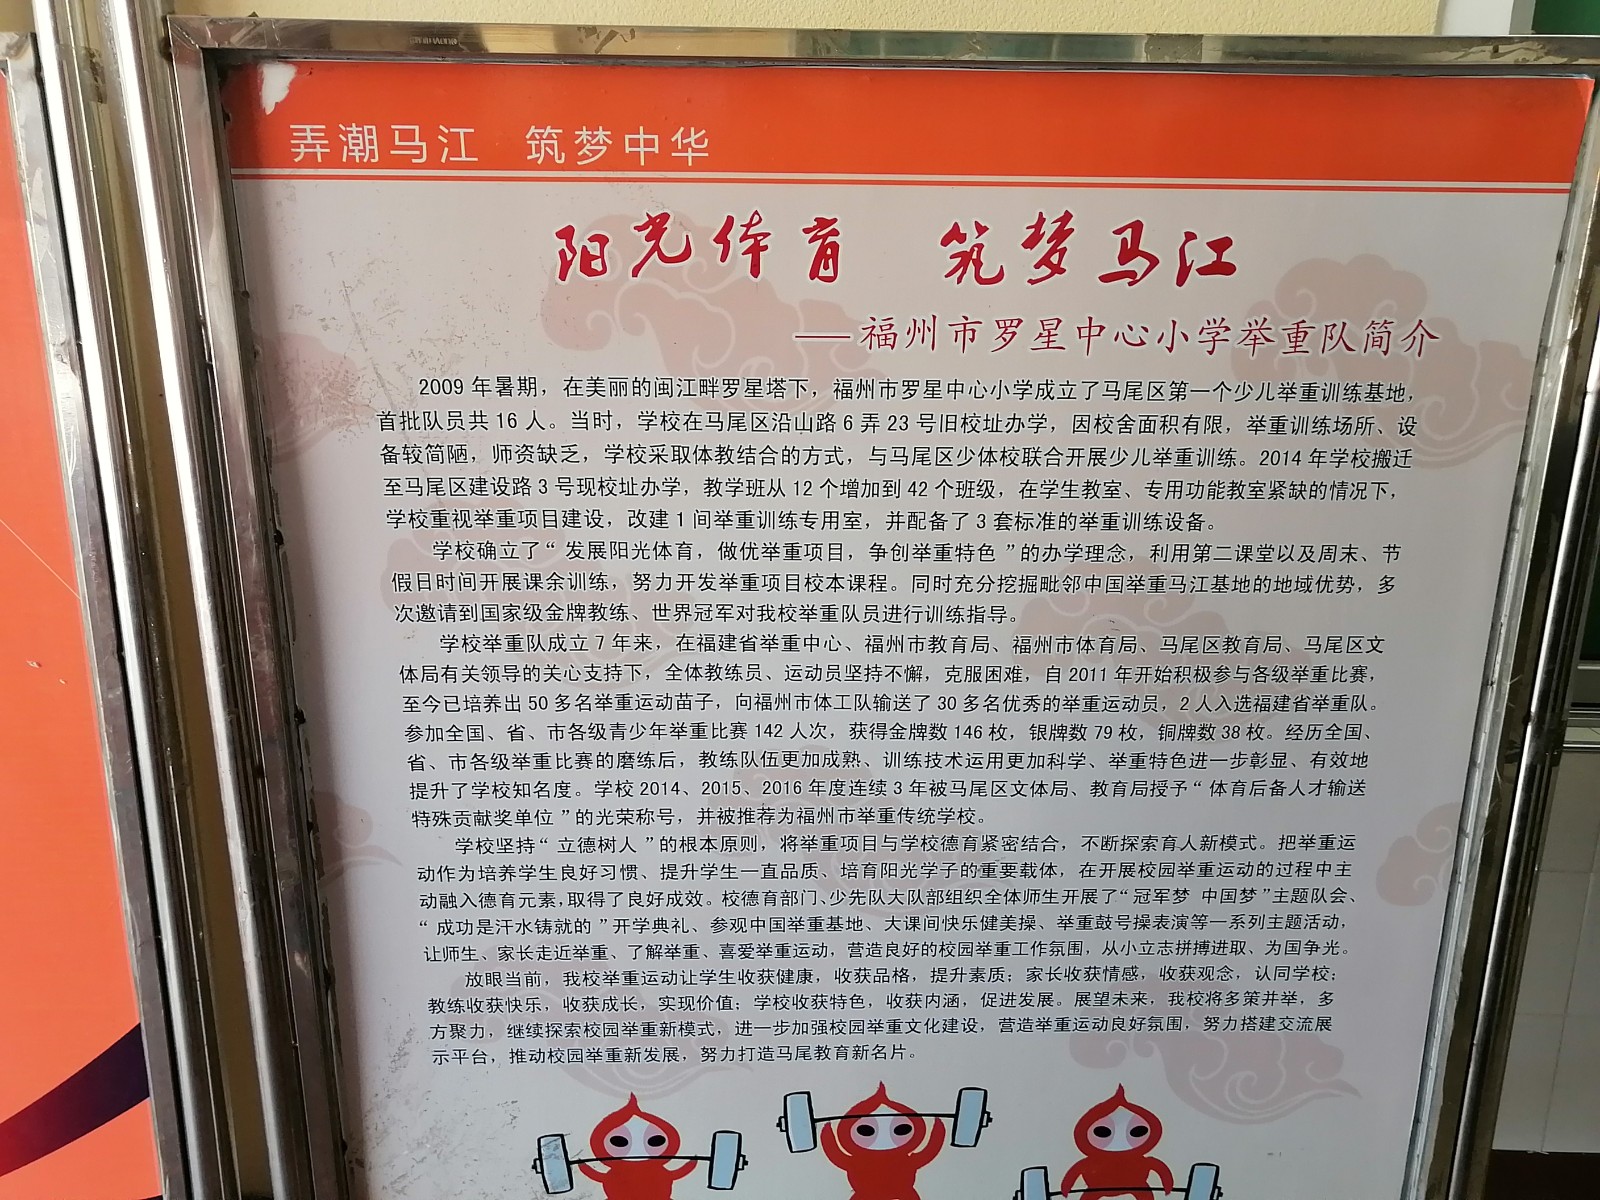 弄潮马江 筑梦中华
阳光体育 筑梦马江
——福州市罗星中心小学举重队简介
2009年暑期，在美丽的闽江畔罗星塔下，福州市罗星中心小学成立了马尾区第一个少儿举重训练基地，
首批队员共16人。当时，学校在马尾区沿山路6弄23号旧校址办学，因校舍面积有限，举重训练场所、设
备较简陋，师资缺乏，学校采取体教结合的方式，与马尾区少体校联合开展少儿举重训练。2014年学校搬迁
至马尾区建设路3号现校址办学，教学班从12个增加到42个班级，在学生教室、专用功能教室紧缺的情况下，
学校重视举重项目建设，改建1间举重训练专用室，并配备了3套标准的举重训练设备。
学校确立了“发展阳光体育，做优举重项目，争创举重特色”的办学理念，利用第二课堂以及周末、节
假日时间开展课余训练，努力开发举重项目校本课程。同时充分挖掘毗邻中国举重马江基地的地域优势，多
次邀请到国家级金牌教练、世界冠军对我校举重队员进行训练指导。
学校举重队成立7年来，在福建省举重中心、福州市教育局、福州市体育局、马尾区教育局、马尾区文
体局有关领导的关心支持下，全体教练员、运动员坚持不懈，克服困难，自2011年开始积极参与各级举重比赛，
至今已培养出50多名举重运动苗子，向福州市体工队输送了30多名优秀的举重运动员，2人入选福建省举重队。
参加全国、省、市各级青少年举重比赛142人次，获得金牌数146枚，银牌数79枚，铜牌数38枚。经历全国、
省、市各级举重比赛的磨练后，教练队伍更加成熟、训练技术运用更加科学、举重特色进一步彰显、有效地
提升了学校知名度。学校2014、2015、2016年度连续3年被马尾区文体局、教育局授予“体育后备人才输送
特殊贡献奖单位”的光荣称号，并被推荐为福州市举重传统学校。
学校坚持“立德树人”的根本原则，将举重项目与学校德育紧密结合，不断探索育人新模式。把举重运
动作为培养学生良好习惯、提升学生一直品质、培育阳光学子的重要载体，在开展校园举重运动的过程中主
动融入德育元素，取得了良好成效。校德育部门、少先队大队部组织全体师生开展了“冠军梦 中国梦”主题队会、
“成功是汗水铸就的”开学典礼、参观中国举重基地、大课间快乐健美操、举重鼓号操表演等一系列主题活动，
让师生、家长走近举重、了解举重、喜爱举重运动，营造良好的校园举重工作氛围，从小立志拼搏进取、为国争光。
放眼当前，我校举重运动让学生收获健康，收获品格，提升素质；家长收获情感，收获观念，认同学校；
教练收获快乐，收获成长，实现价值；学校收获特色，收获内涵，促进发展。展望未来，我校将多策并举，多
方聚力，继续探索校园举重新模式，进一步加强校园举重文化建设，营造举重运动良好氛围，努力搭建交流展
示平台，推动校园举重新发展，努力打造马尾教育新名片。